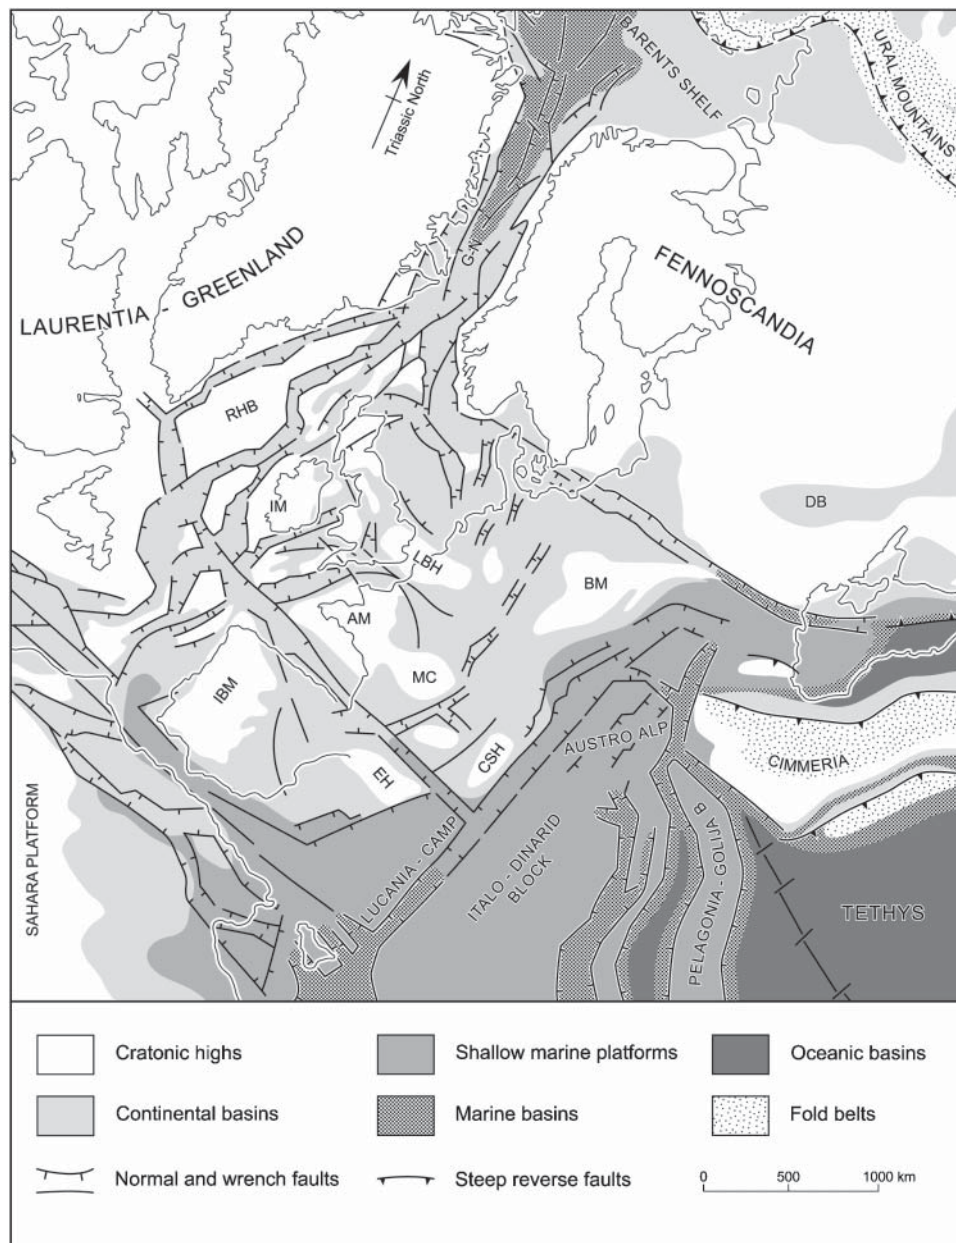 BARENTS SHELF
URAL MOUNTAINS
Triassic North
G-N
FENNOSCANDIA
LAURENTIA - GREENLAND
RHB
IM
DB
LBH
BM
AM
MC
IBM
AUSTRO ALP
CSH
EH
CIMMERIA
SAHARA PLATFORM
LUCANIA - CAMP
ITALO - DINARID
BLOCK
PELAGONIA - GOLIJA B
TETHYS
Cratonic highs
Shallow marine platforms
Oceanic basins
Continental basins
Marine basins
Fold belts
Normal and wrench faults
Steep reverse faults
0 500 1000 km